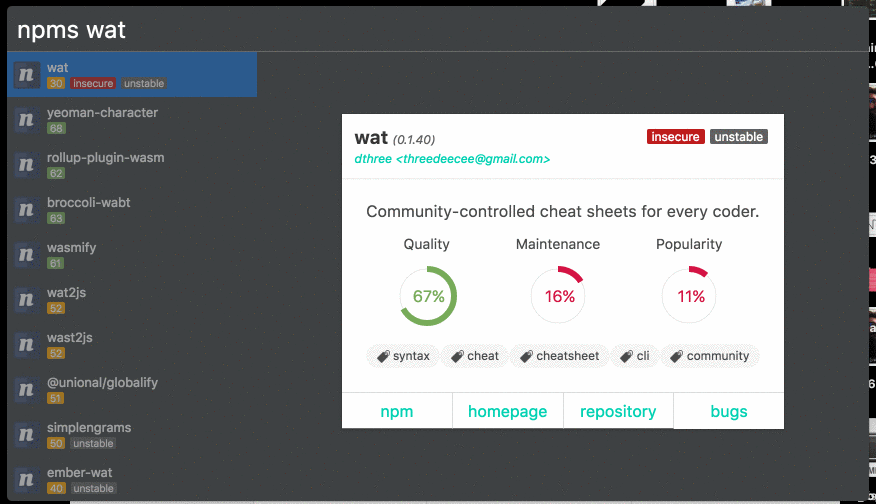 npms wat
wat
30 insecure unstable
yeoman-character
68
rollup-plugin-wasm
62
broccoli-wabt
63
wasmify
61
wat2js
52
wast2js
52
@unional/globalify
51
simplengrams
50 unstable
ember-wat
40 unstable
wat (0.1.40) insecure unstable
dthree <threedeecee@gmail.com>
Community-controlled cheat sheets for every coder.
Quality Maintenance Popularity
67% 16% 11%
syntax cheat cheatsheet cli community
npm homepage repository bugs